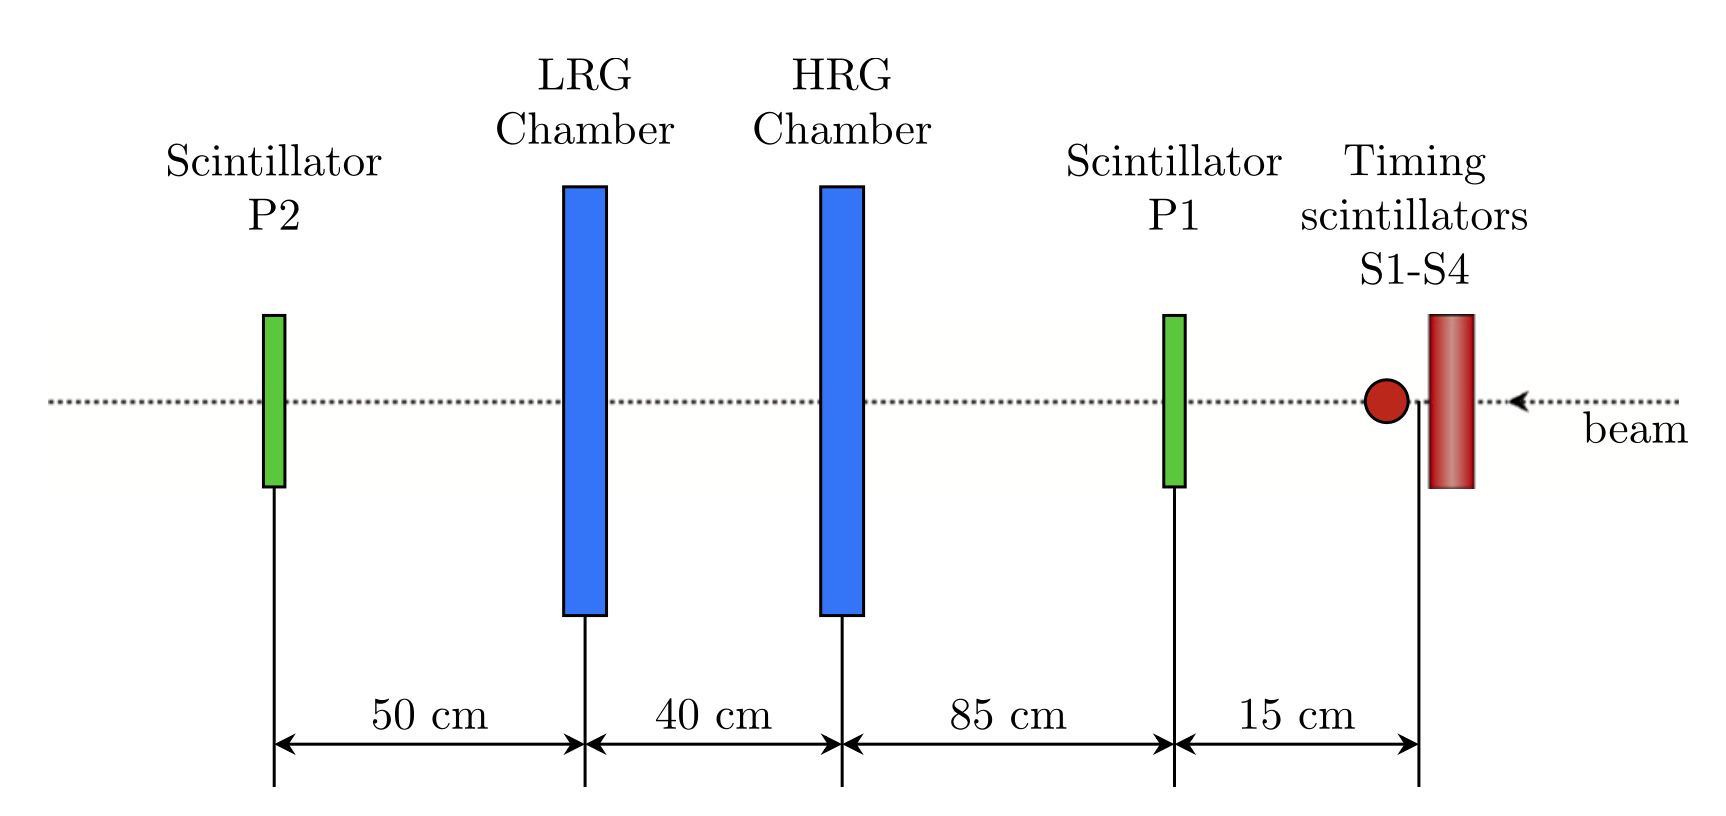 LRG
Chamber
HRG
Chamber
Scintillator
P2
Scintillator
P1
Timing
scintillators
S1-S4
beam
50 cm
40 cm
85 cm
15 cm